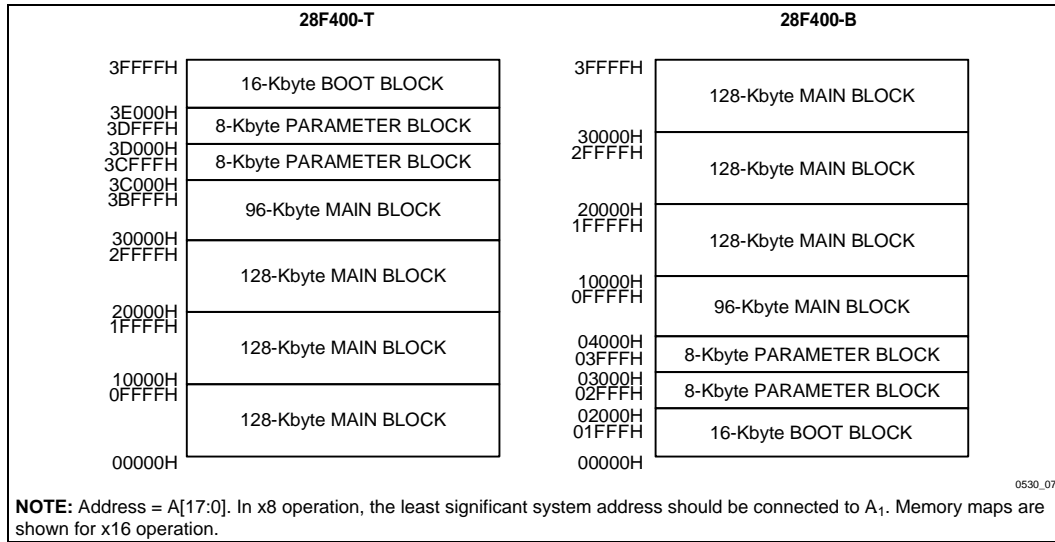 28F400-T
3FFFFH
16-Kbyte BOOT BLOCK
3E000H
3DFFFH
8-Kbyte PARAMETER BLOCK
3D000H
3CFFFH
8-Kbyte PARAMETER BLOCK
3C000H
3BFFFH
96-Kbyte MAIN BLOCK
30000H
2FFFFH
128-Kbyte MAIN BLOCK
20000H
1FFFFH
128-Kbyte MAIN BLOCK
10000H
0FFFFH
128-Kbyte MAIN BLOCK
00000H
28F400-B
3FFFFH
128-Kbyte MAIN BLOCK
30000H
2FFFFH
128-Kbyte MAIN BLOCK
20000H
1FFFFH
128-Kbyte MAIN BLOCK
10000H
0FFFFH
96-Kbyte MAIN BLOCK
04000H
03FFFH
8-Kbyte PARAMETER BLOCK
03000H
02FFFH
8-Kbyte PARAMETER BLOCK
02000H
01FFFH
16-Kbyte BOOT BLOCK
00000H
0530_07
NOTE: Address = A[17:0]. In x8 operation, the least significant system address should be connected to A₁. Memory maps are
shown for x16 operation.